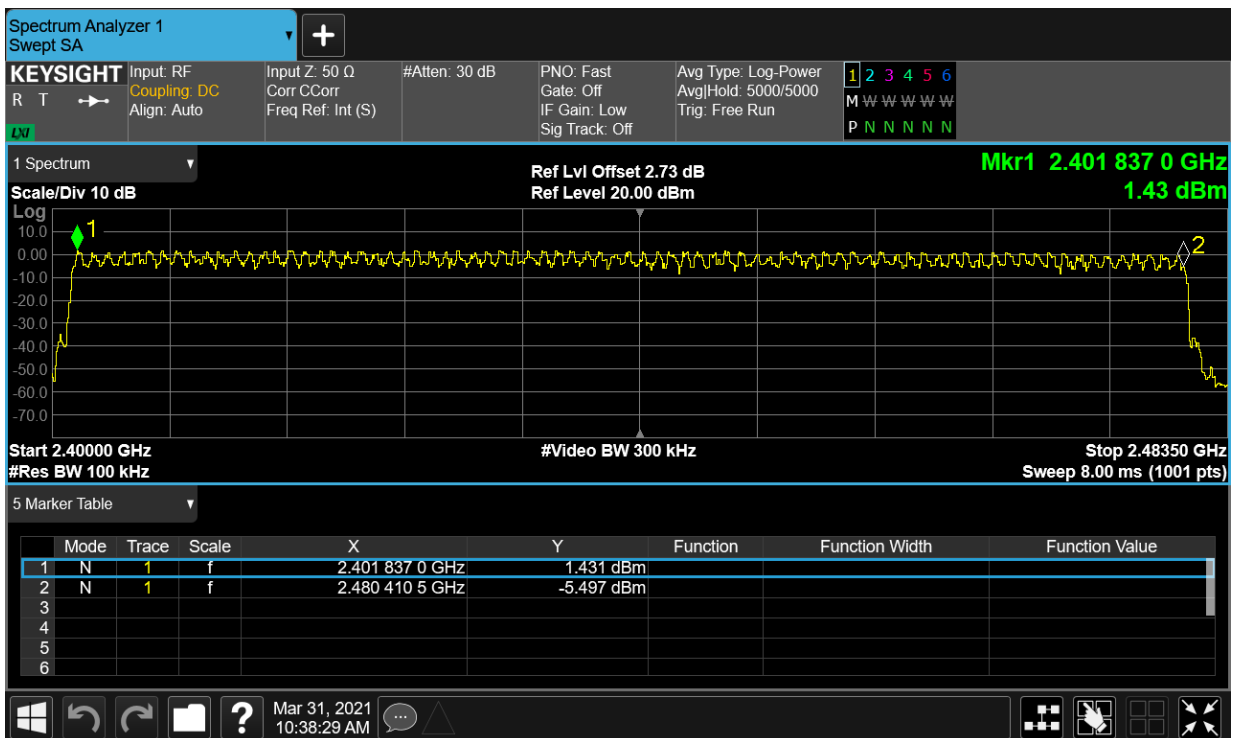 Spectrum Analyzer 1
Swept SA
+
KEYSIGHT
R T
LXI
Input: RF
Coupling: DC
Align: Auto
Input Z: 50 Ω
Corr CCorr
Freq Ref: Int (S)
#Atten: 30 dB
PNO: Fast
Gate: Off
IF Gain: Low
Sig Track: Off
Avg Type: Log-Power
Avg|Hold: 5000/5000
Trig: Free Run
1 2 3 4 5 6
M W W W W W
P N N N N N
1 Spectrum
Scale/Div 10 dB
Ref Lvl Offset 2.73 dB
Ref Level 20.00 dBm
Mkr1 2.401 837 0 GHz
1.43 dBm
Log
10.0
0.00
-10.0
-20.0
-30.0
-40.0
-50.0
-60.0
-70.0
1
2
Start 2.40000 GHz
#Res BW 100 kHz
#Video BW 300 kHz
Stop 2.48350 GHz
Sweep 8.00 ms (1001 pts)
5 Marker Table
Mode Trace Scale X Y Function Function Width Function Value
1 N 1 f 2.401 837 0 GHz 1.431 dBm
2 N 1 f 2.480 410 5 GHz -5.497 dBm
3
4
5
6
?
Mar 31, 2021
10:38:29 AM